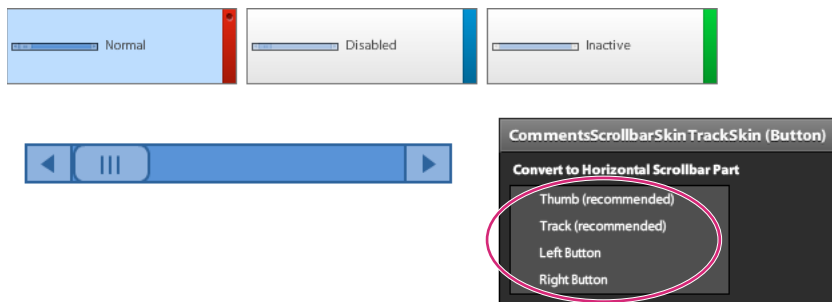 Normal
Disabled
Inactive
CommentsScrollbarSkinTrackSkin (Button)
Convert to Horizontal Scrollbar Part
Thumb (recommended)
Track (recommended)
Left Button
Right Button